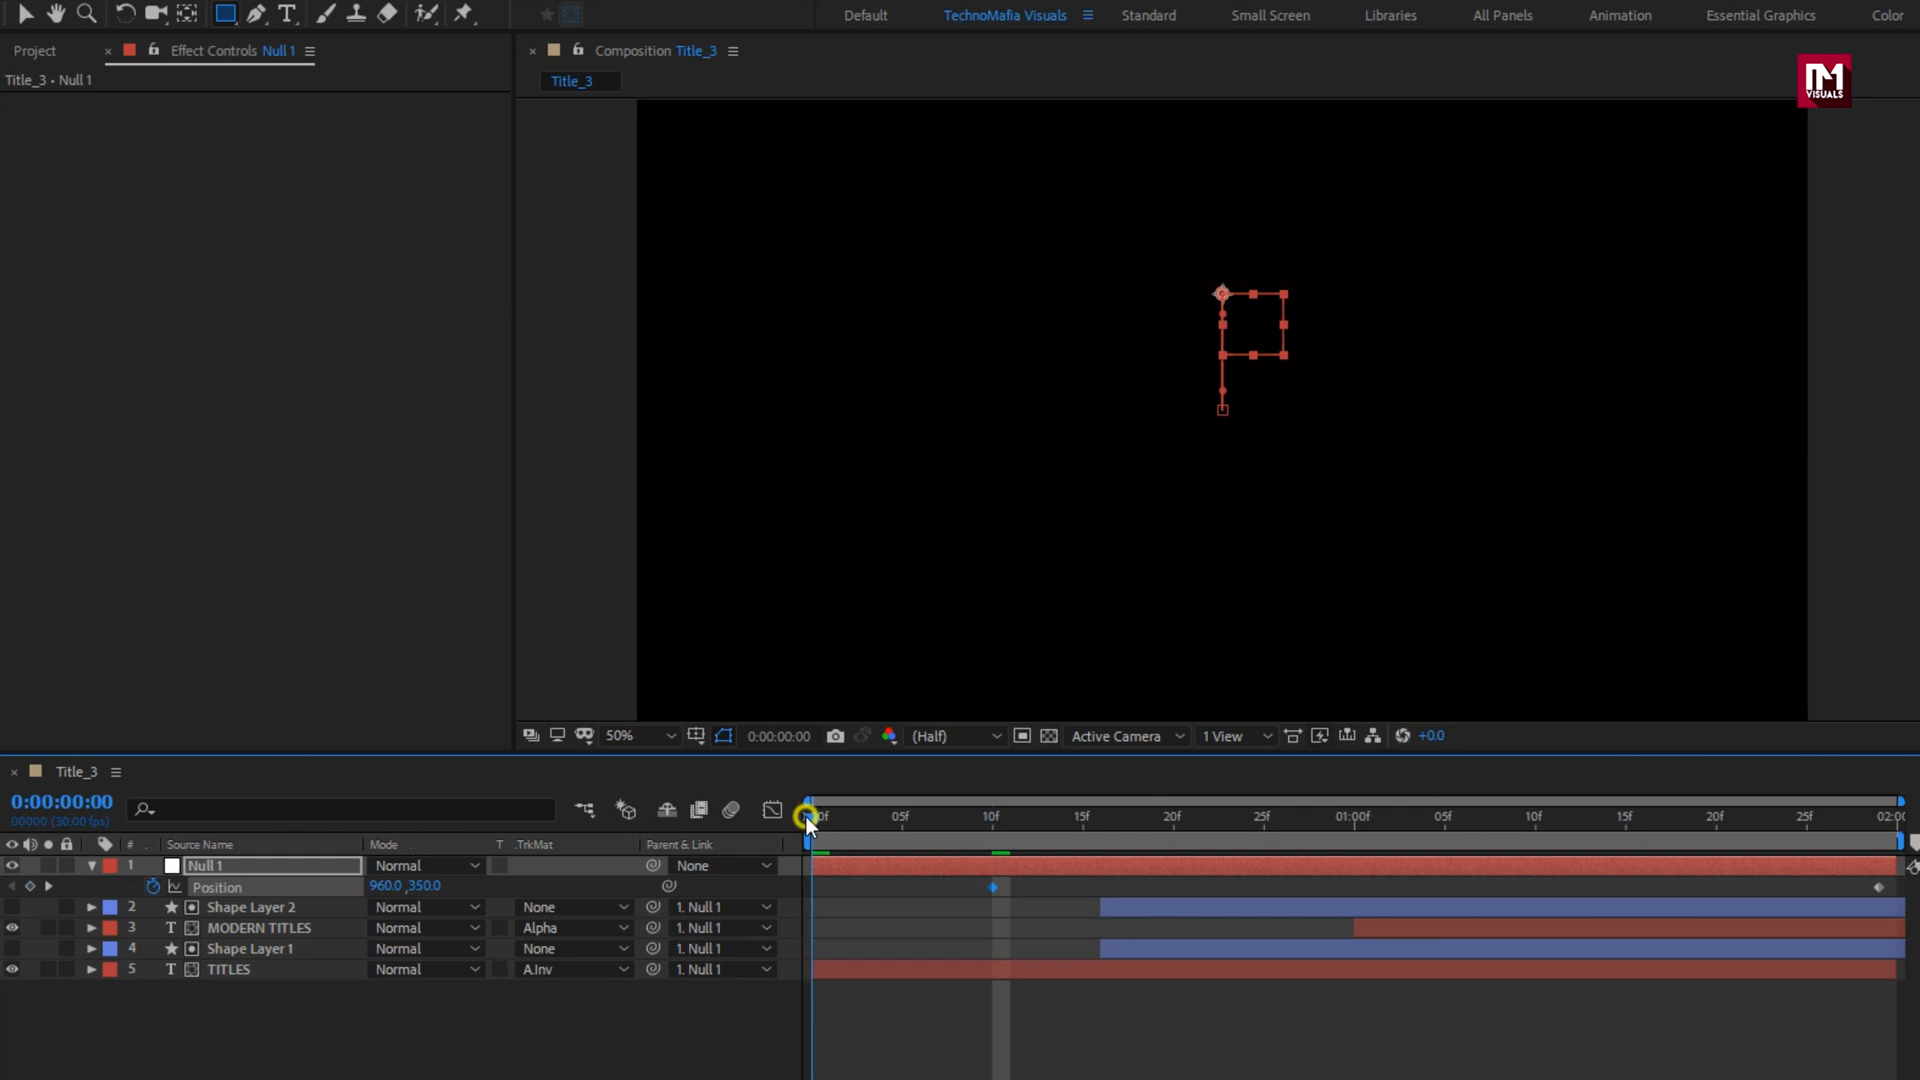 Default TechnoMafia Visuals Standard Small Screen Libraries All Panels Animation Essential Graphics Color
Project Effect Controls Null 1 Composition Title_3
Title_3 • Null 1 Title_3
VISUALS
50% 0:00:00:00 (Half) Active Camera 1 View +0.0
Title_3
0:00:00:00
00000 (30.00 fps)
05f 10f 15f 20f 25f 01:00f 05f 10f 15f 20f 25f 02:00
# Source Name Mode T .TrkMat Parent & Link
1 Null 1 Normal None
Position 960.0 ,350.0
2 Shape Layer 2 Normal None 1. Null 1
3 T MODERN TITLES Normal Alpha 1. Null 1
4 Shape Layer 1 Normal None 1. Null 1
5 T TITLES Normal A.Inv 1. Null 1